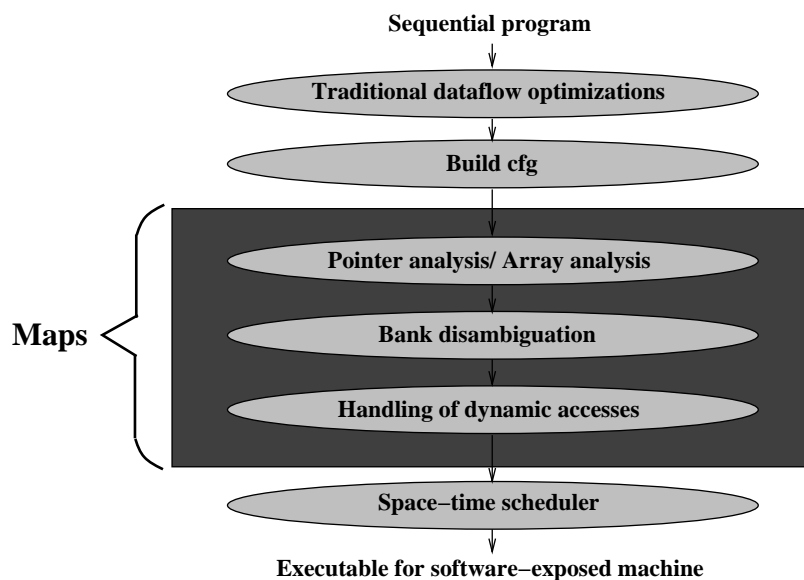 Sequential program
Traditional dataflow optimizations
Build cfg
Pointer analysis/ Array analysis
Maps
Bank disambiguation
Handling of dynamic accesses
Space−time scheduler
Executable for software−exposed machine